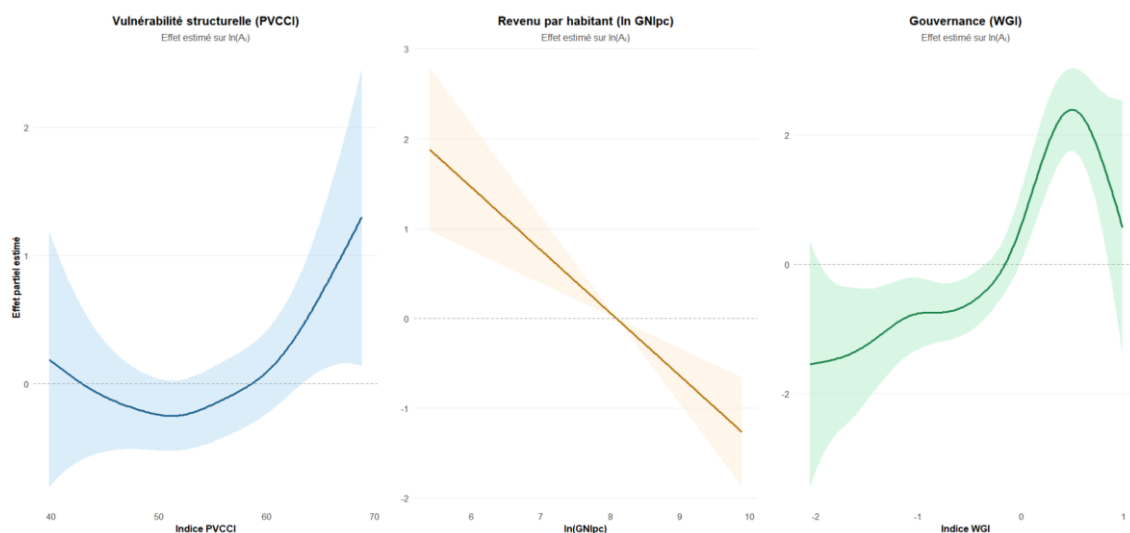 Vulnérabilité structurelle (PVCCI)
Effet estimé sur ln(Aᵢ)
Effet partiel estimé
2
1
0
40 50 60 70
Indice PVCCI
Revenu par habitant (ln GNIpc)
Effet estimé sur ln(Aᵢ)
3
2
1
0
-1
-2
6 7 8 9 10
ln(GNIpc)
Gouvernance (WGI)
Effet estimé sur ln(Aᵢ)
2
0
-2
-2 -1 0 1
Indice WGI